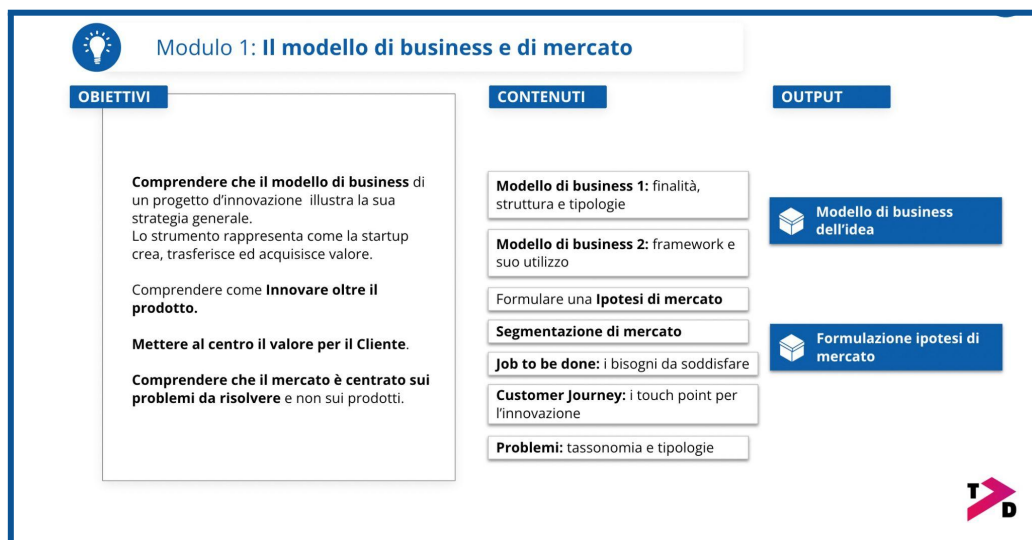 Modulo 1: Il modello di business e di mercato
OBIETTIVI
Comprendere che il modello di business di
un progetto d’innovazione illustra la sua
strategia generale.
Lo strumento rappresenta come la startup
crea, trasferisce ed acquisisce valore.
Comprendere come Innovare oltre il
prodotto.
Mettere al centro il valore per il Cliente.
Comprendere che il mercato è centrato sui
problemi da risolvere e non sui prodotti.
CONTENUTI
Modello di business 1: finalità,
struttura e tipologie
Modello di business 2: framework e
suo utilizzo
Formulare una Ipotesi di mercato
Segmentazione di mercato
Job to be done: i bisogni da soddisfare
Customer Journey: i touch point per
l’innovazione
Problemi: tassonomia e tipologie
OUTPUT
Modello di business
dell’idea
Formulazione ipotesi di
mercato
T
D